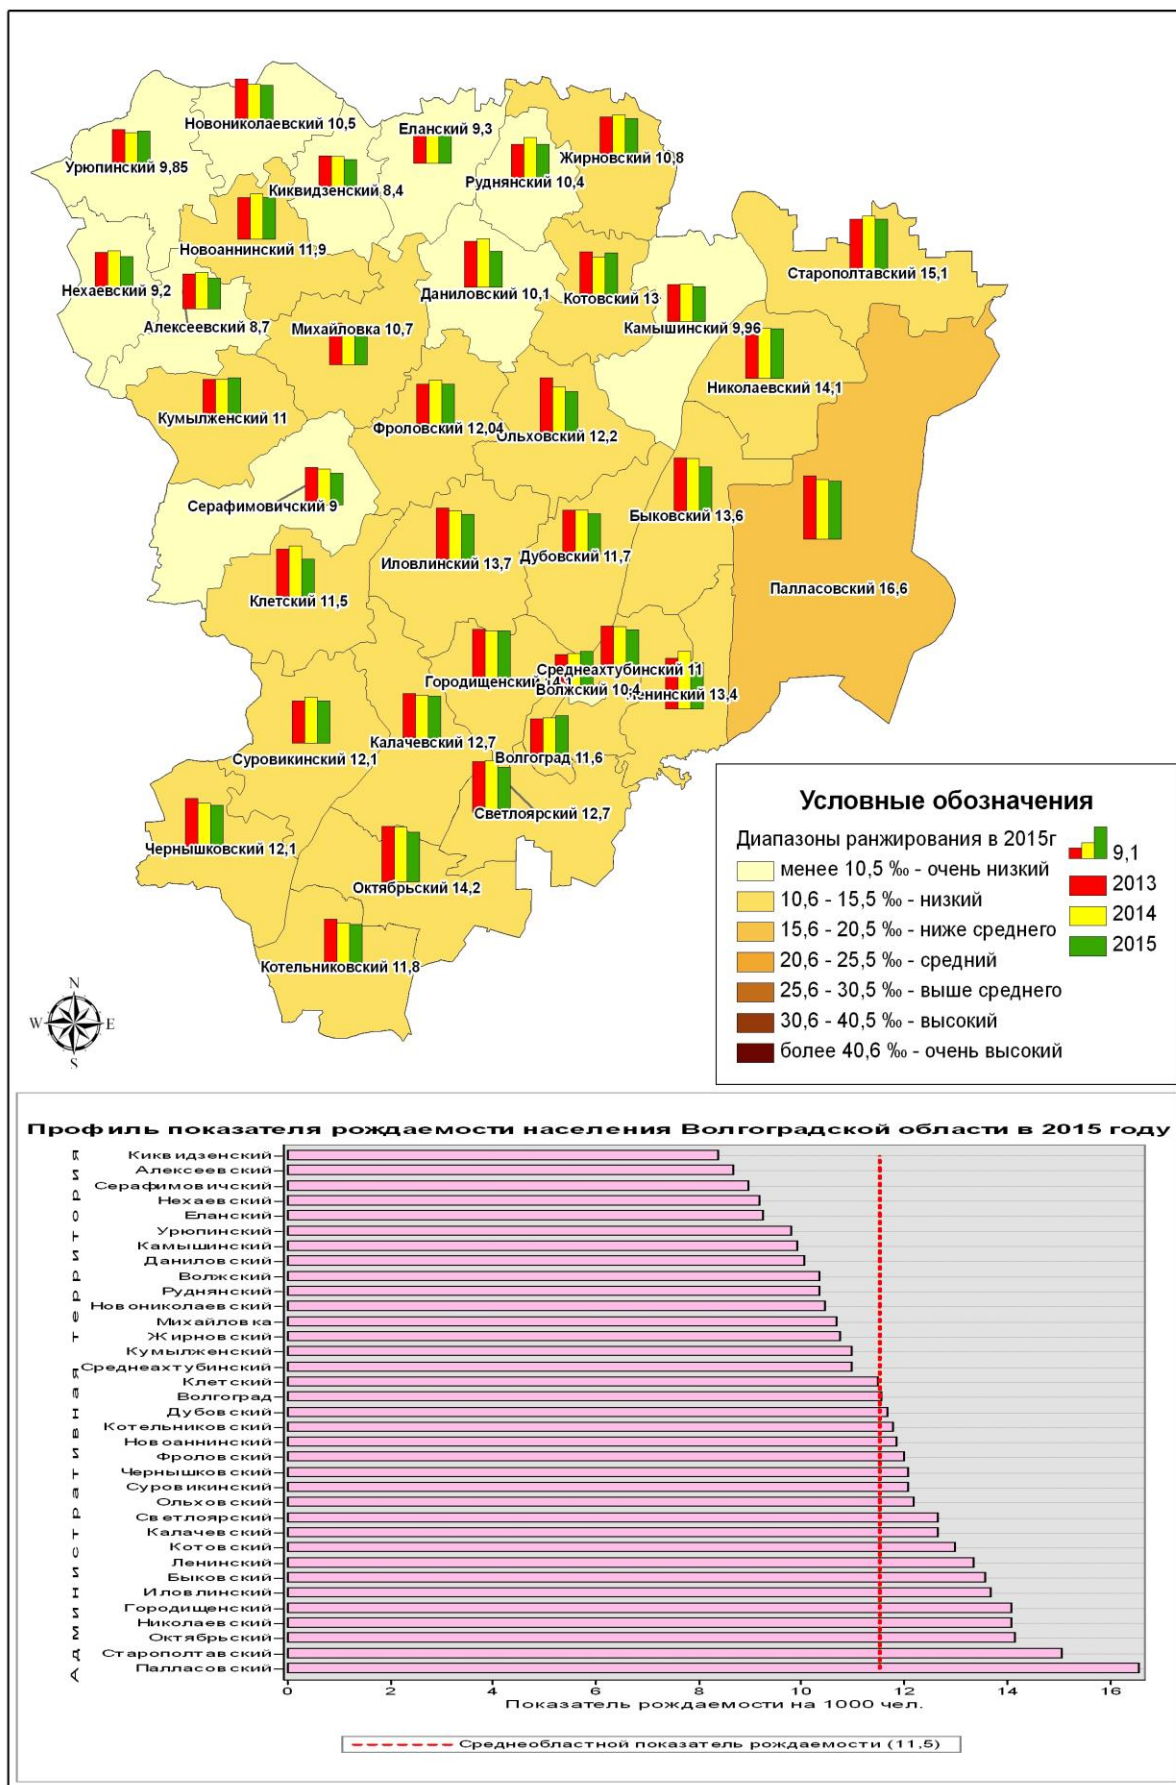 Новониколаевский 10,5
Еланский 9,3
Урюпинский 9,85
Киквидзенский 8,4
Руднянский 10,4
Жирновский 10,8
Новоаннинский 11,9
Нехаевский 9,2
Даниловский 10,1
Котовский 13
Старополтавский 15,1
Алексеевский 8,7
Михайловка 10,7
Камышинский 9,96
Николаевский 14,1
Кумылженский 11
Фроловский 12,04
Ольховский 12,2
Серафимовичский 9
Быковский 13,6
Иловлинский 13,7
Дубовский 11,7
Палласовский 16,6
Клетский 11,5
Городищенский
Среднеахтубинский 11
Волжский 10,4
Ленинский 13,4
Суровикинский 12,1
Калачевский 12,7
Волгоград 11,6
Светлоярский 12,7
Чернышковский 12,1
Октябрьский 14,2
Котельниковский 11,8
N
W E
S
Условные обозначения
Диапазоны ранжирования в 2015г
менее 10,5 ‰ - очень низкий
10,6 - 15,5 ‰ - низкий
15,6 - 20,5 ‰ - ниже среднего
20,6 - 25,5 ‰ - средний
25,6 - 30,5 ‰ - выше среднего
30,6 - 40,5 ‰ - высокий
более 40,6 ‰ - очень высокий
9,1
2013
2014
2015
Профиль показателя рождаемости населения Волгоградской области в 2015 году
Административная территория
Киквидзенский
Алексеевский
Серафимовичский
Нехаевский
Еланский
Урюпинский
Камышинский
Даниловский
Волжский
Руднянский
Новониколаевский
Михайловка
Жирновский
Кумылженский
Среднеахтубинский
Клетский
Волгоград
Дубовский
Котельниковский
Новоаннинский
Фроловский
Чернышковский
Суровикинский
Ольховский
Светлоярский
Калачевский
Котовский
Ленинский
Быковский
Иловлинский
Городищенский
Николаевский
Октябрьский
Старополтавский
Палласовский
0 2 4 6 8 10 12 14 16
Показатель рождаемости на 1000 чел.
Среднеобластной показатель рождаемости (11,5)